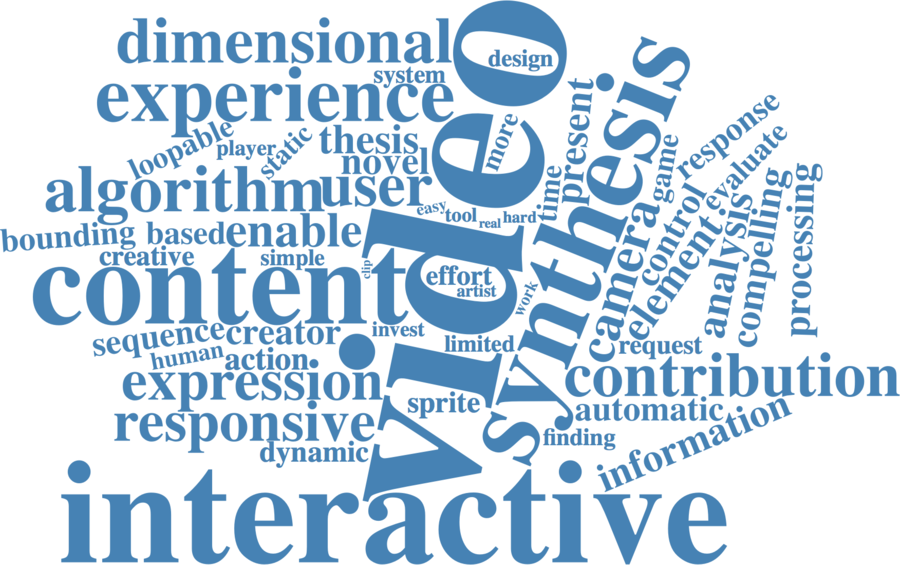 dimensional
design
system
experience
video
synthesis
present
more
response
loopable
player
static
thesis
novel
game
evaluate
algorithm
user
easy
tool
real
hard
time
control
compelling
processing
bounding
based
enable
camera
element
analysis
creative
simple
clip
effort
artist
work
content
sequence
creator
invest
limited
request
human
action
expression
contribution
sprite
automatic
responsive
finding
information
dynamic
interactive